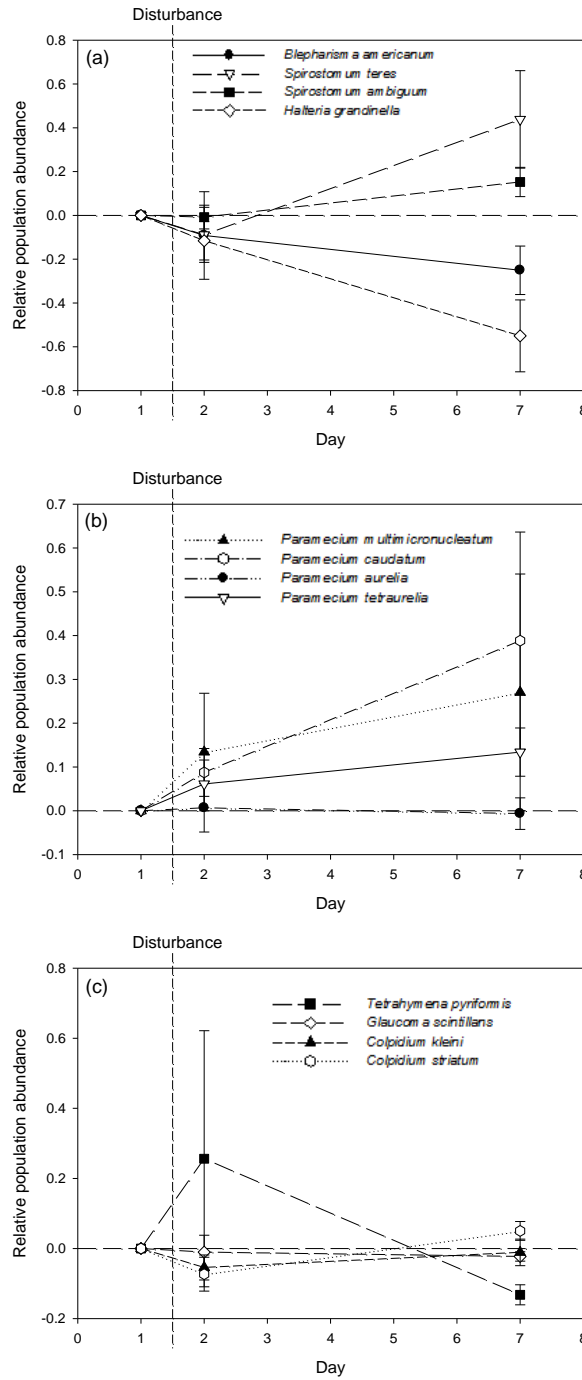 Disturbance
(a)
Blepharisma americanum
Spirostomum teres
Spirostomum ambiguum
Halteria grandinella
Relative population abundance
0.8
0.6
0.4
0.2
0.0
-0.2
-0.4
-0.6
-0.8
0 1 2 3 4 5 6 7 8
Day
Disturbance
(b)
Paramecium multimicronucleatum
Paramecium caudatum
Paramecium aurelia
Paramecium tetraurelia
Relative population abundance
0.7
0.6
0.5
0.4
0.3
0.2
0.1
0.0
-0.1
0 1 2 3 4 5 6 7 8
Day
Disturbance
(c)
Tetrahymena pyriformis
Glaucoma scintillans
Colpidium kleini
Colpidium striatum
Relative population abundance
0.8
0.6
0.4
0.2
0.0
-0.2
0 1 2 3 4 5 6 7 8
Day